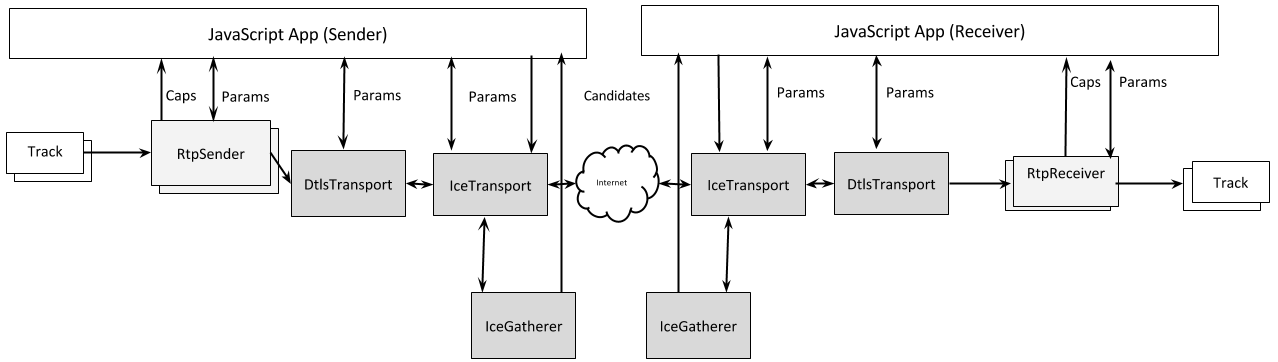 JavaScript App (Sender)
JavaScript App (Receiver)
Caps
Params
Params
Params
Candidates
Params
Params
Caps
Params
Track
RtpSender
DtlsTransport
IceTransport
Internet
IceTransport
DtlsTransport
RtpReceiver
Track
IceGatherer
IceGatherer